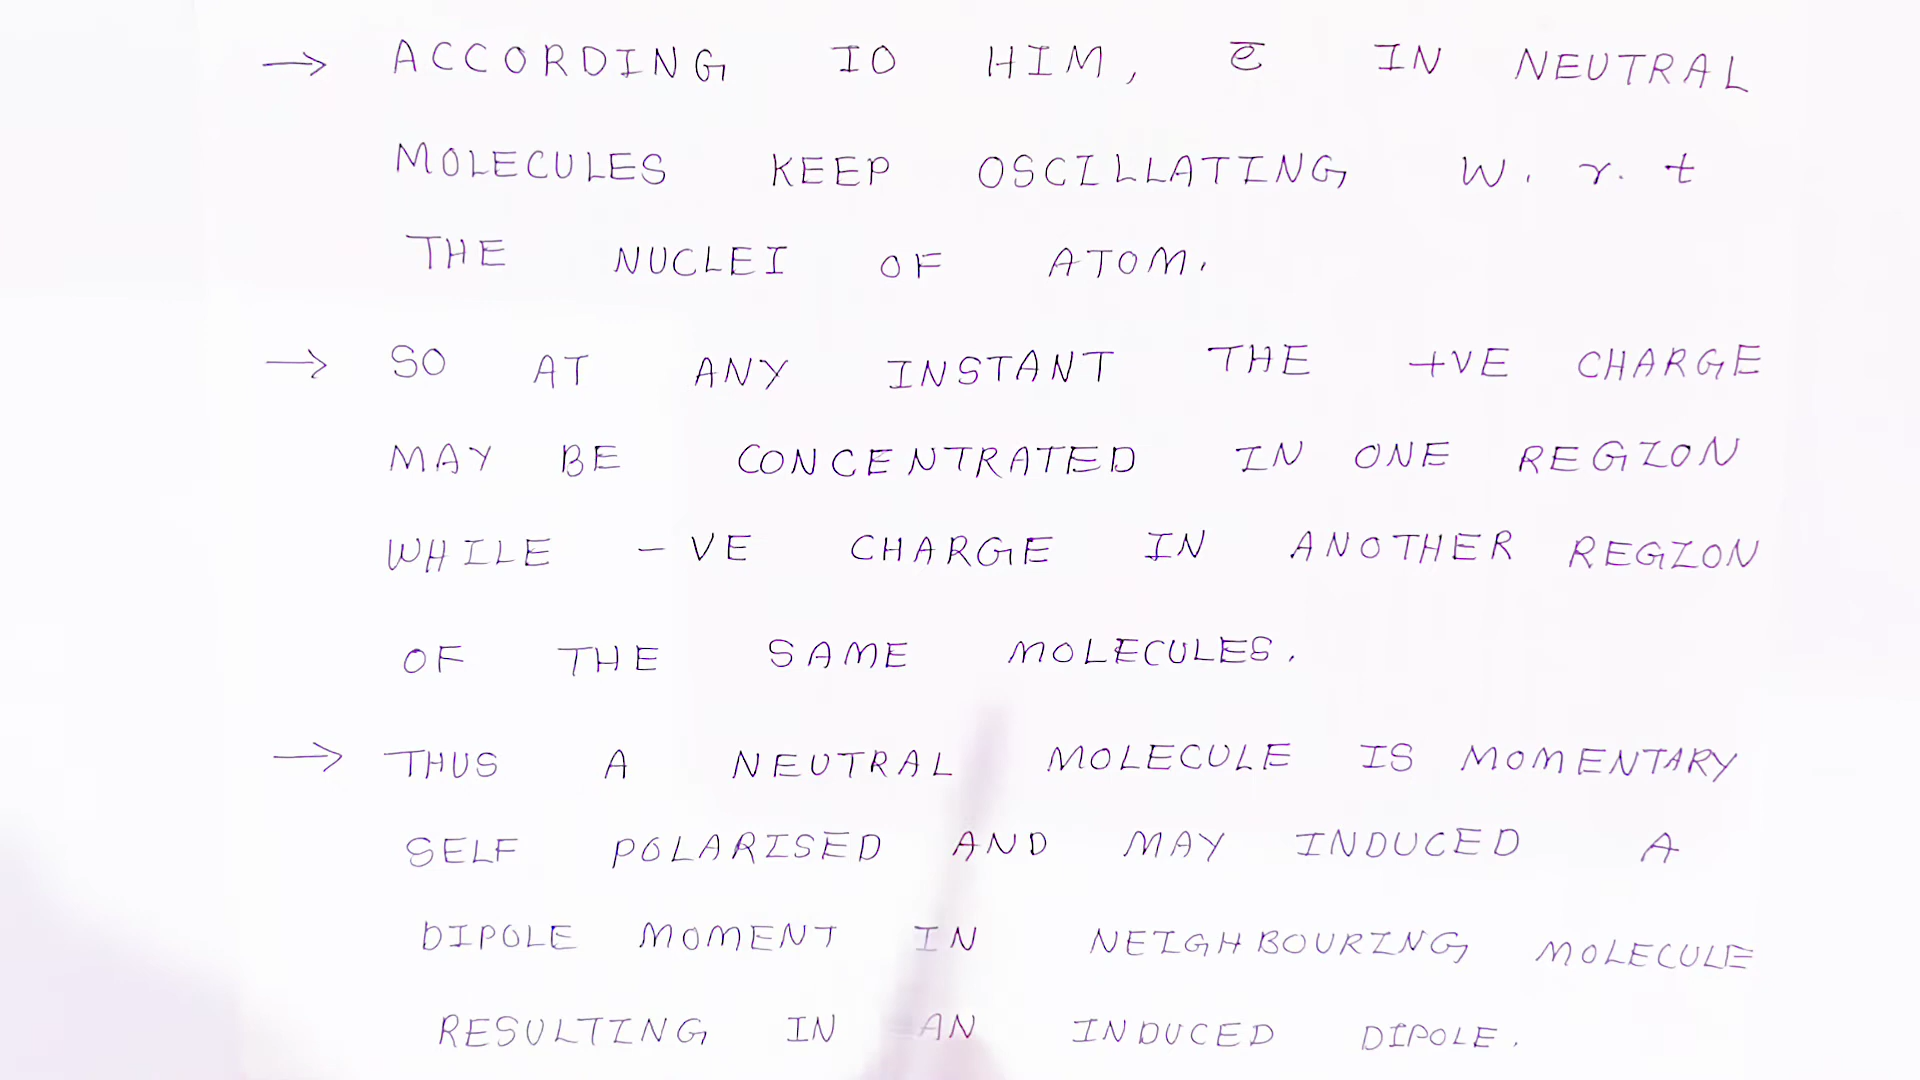 → ACCORDING TO HIM, e̅ IN NEUTRAL
MOLECULES KEEP OSCILLATING W.r.t
THE NUCLEI OF ATOM.
→ SO AT ANY INSTANT THE +VE CHARGE
MAY BE CONCENTRATED IN ONE REGION
WHILE -VE CHARGE IN ANOTHER REGION
OF THE SAME MOLECULES.
→ THUS A NEUTRAL MOLECULE IS MOMENTARY
SELF POLARISED AND MAY INDUCED A
DIPOLE MOMENT IN NEIGHBOURING MOLECULE
RESULTING IN AN INDUCED DIPOLE.